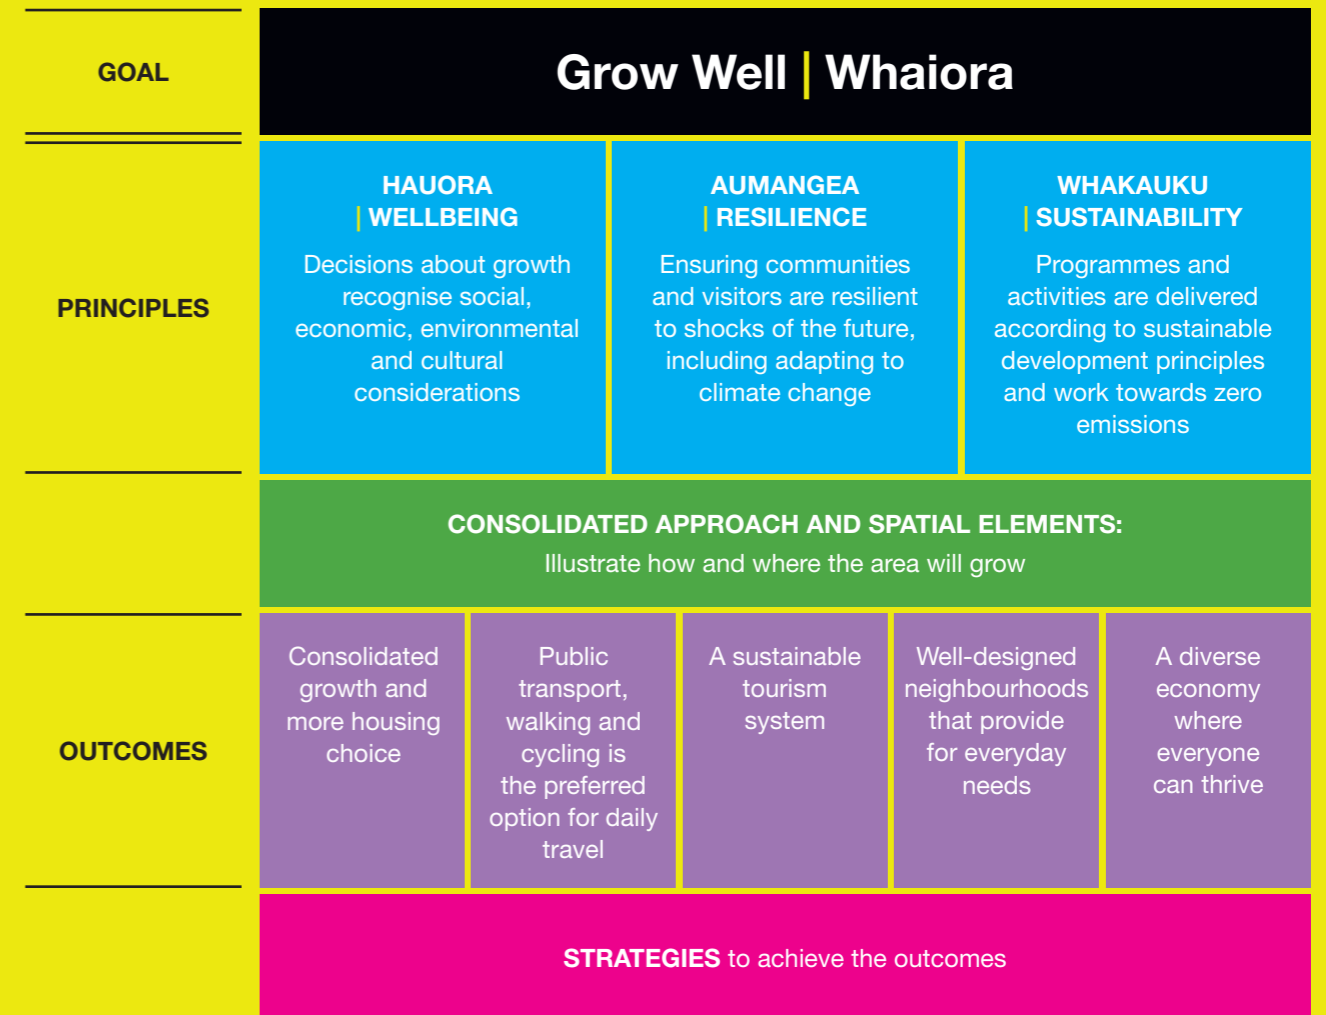 GOAL
Grow Well | Whaiora
PRINCIPLES
HAUORA
| WELLBEING
Decisions about growth
recognise social,
economic, environmental
and cultural
considerations
AUMANGEA
| RESILIENCE
Ensuring communities
and visitors are resilient
to shocks of the future,
including adapting to
climate change
WHAKAUKU
| SUSTAINABILITY
Programmes and
activities are delivered
according to sustainable
development principles
and work towards zero
emissions
CONSOLIDATED APPROACH AND SPATIAL ELEMENTS:
Illustrate how and where the area will grow
OUTCOMES
Consolidated
growth and
more housing
choice
Public
transport,
walking and
cycling is
the preferred
option for daily
travel
A sustainable
tourism
system
Well-designed
neighbourhoods
that provide
for everyday
needs
A diverse
economy
where
everyone
can thrive
STRATEGIES to achieve the outcomes